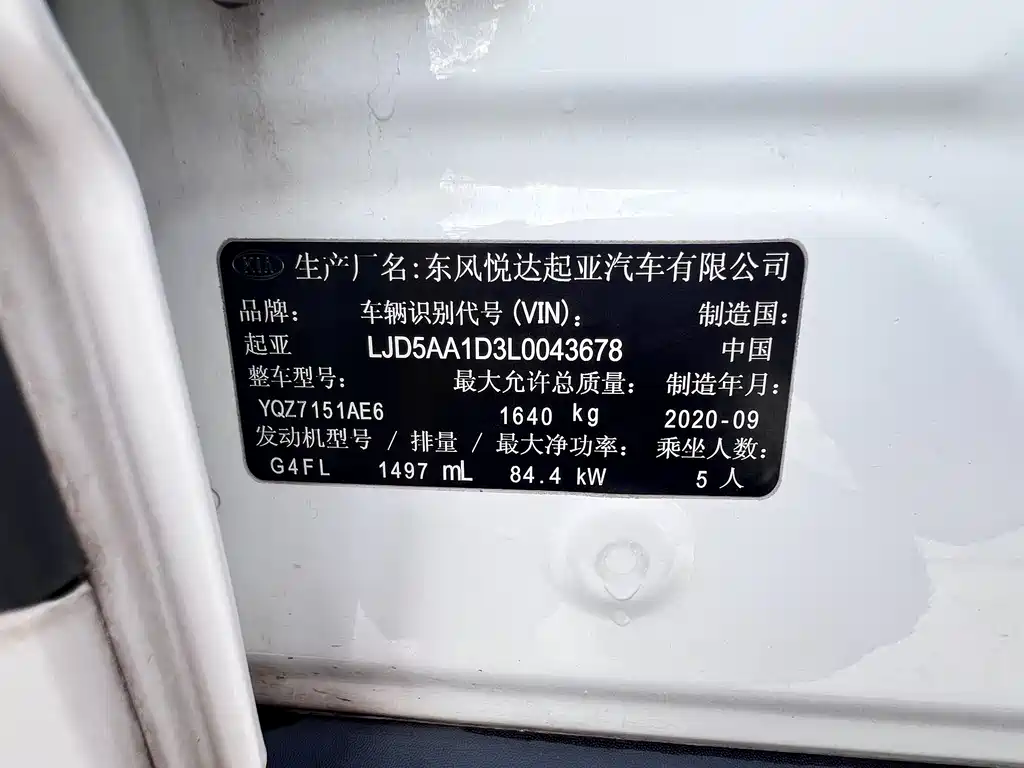 KIA 生产厂名:东风悦达起亚汽车有限公司
品牌: 车辆识别代号(VIN): 制造国:
起亚 LJD5AA1D3L0043678 中国
整车型号: 最大允许总质量: 制造年月:
YQZ7151AE6 1640 kg 2020-09
发动机型号 / 排量 / 最大净功率: 乘坐人数:
G4FL 1497 mL 84.4 kW 5 人